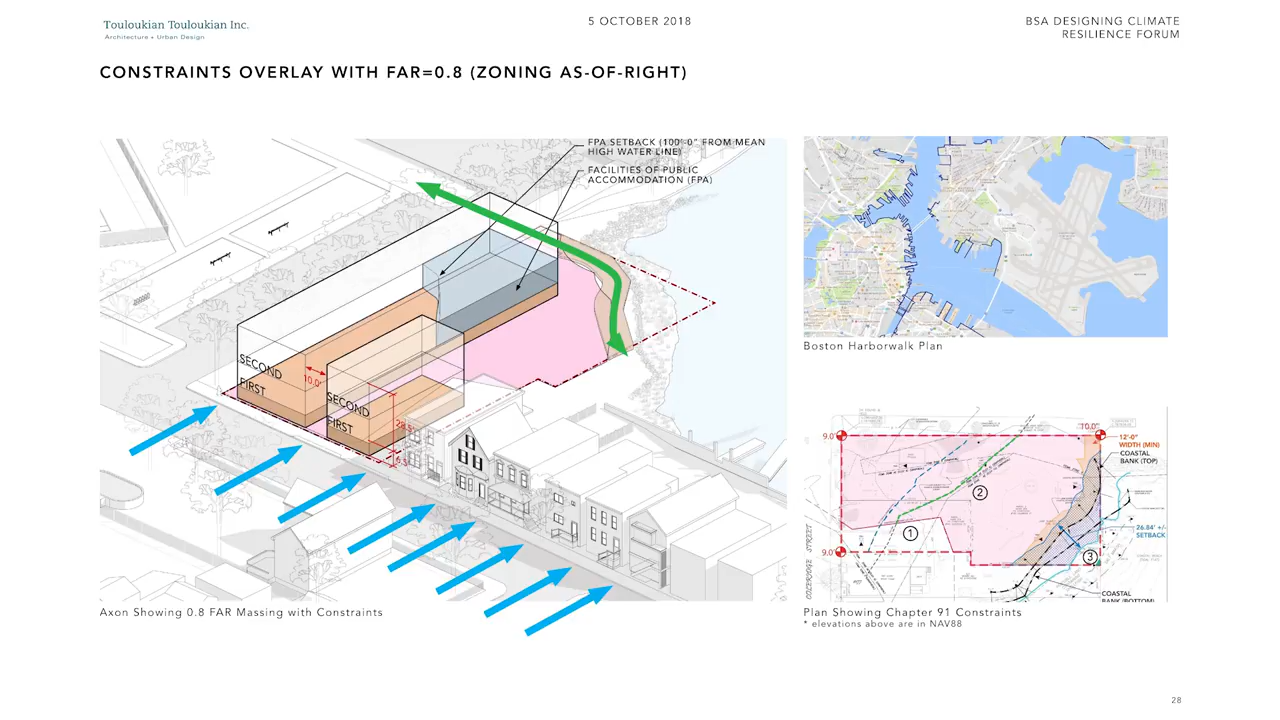 Touloukian Touloukian Inc.
Architecture + Urban Design
5 OCTOBER 2018
BSA DESIGNING CLIMATE
RESILIENCE FORUM
CONSTRAINTS OVERLAY WITH FAR=0.8 (ZONING AS-OF-RIGHT)
FPA SETBACK (100'-0" FROM MEAN
HIGH WATER LINE)
FACILITIES OF PUBLIC
ACCOMMODATION (FPA)
SECOND
FIRST
10.0'
SECOND
FIRST
Axon Showing 0.8 FAR Massing with Constraints
Boston Harborwalk Plan
9.0'
10.0'
12'-0"
WIDTH (MIN)
COASTAL
BANK (TOP)
2
1
26.84' +/-
SETBACK
9.0'
3
COASTAL
BANK (BOTTOM)
Plan Showing Chapter 91 Constraints
* elevations above are in NAV88
28